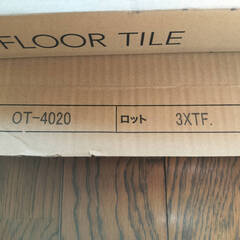 FLOOR TILE
OT-4020 ロット 3XTF.